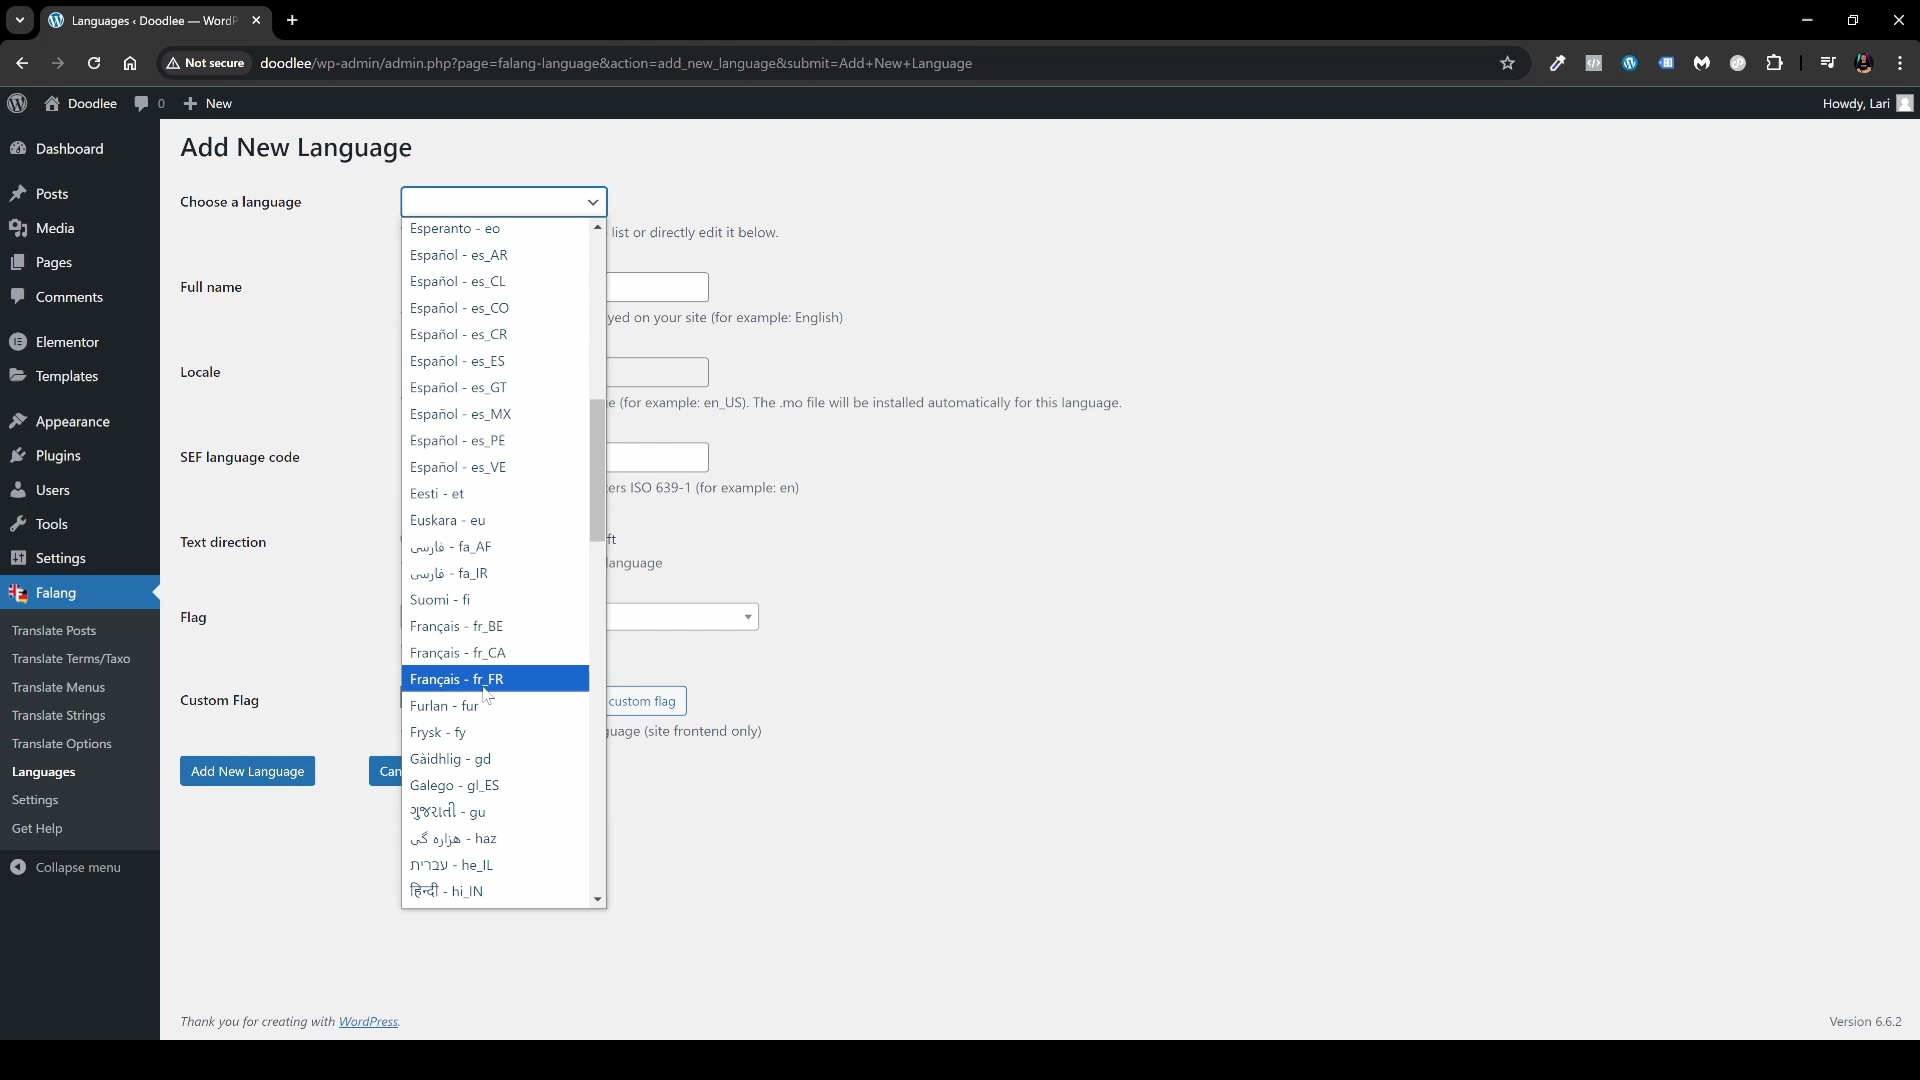 Languages ‹ Doodlee — WordP
Not secure
doodlee/wp-admin/admin.php?page=falang-language&action=add_new_language&submit=Add+New+Language
Doodlee
0
New
Howdy, Lari
Dashboard
Posts
Media
Pages
Comments
Elementor
Templates
Appearance
Plugins
Users
Tools
Settings
Falang
Translate Posts
Translate Terms/Taxo
Translate Menus
Translate Strings
Translate Options
Languages
Settings
Get Help
Collapse menu
Add New Language
Choose a language
list or directly edit it below.
Full name
yed on your site (for example: English)
Locale
e (for example: en_US). The .mo file will be installed automatically for this language.
SEF language code
ters ISO 639-1 (for example: en)
Text direction
ft
language
Flag
Custom Flag
custom flag
guage (site frontend only)
Add New Language
Can
Esperanto - eo
Español - es_AR
Español - es_CL
Español - es_CO
Español - es_CR
Español - es_ES
Español - es_GT
Español - es_MX
Español - es_PE
Español - es_VE
Eesti - et
Euskara - eu
فارسی - fa_AF
فارسی - fa_IR
Suomi - fi
Français - fr_BE
Français - fr_CA
Français - fr_FR
Furlan - fur
Frysk - fy
Gàidhlig - gd
Galego - gl_ES
ગુજરાતી - gu
هزاره گی - haz
עברית - he_IL
हिन्दी - hi_IN
Thank you for creating with WordPress.
Version 6.6.2